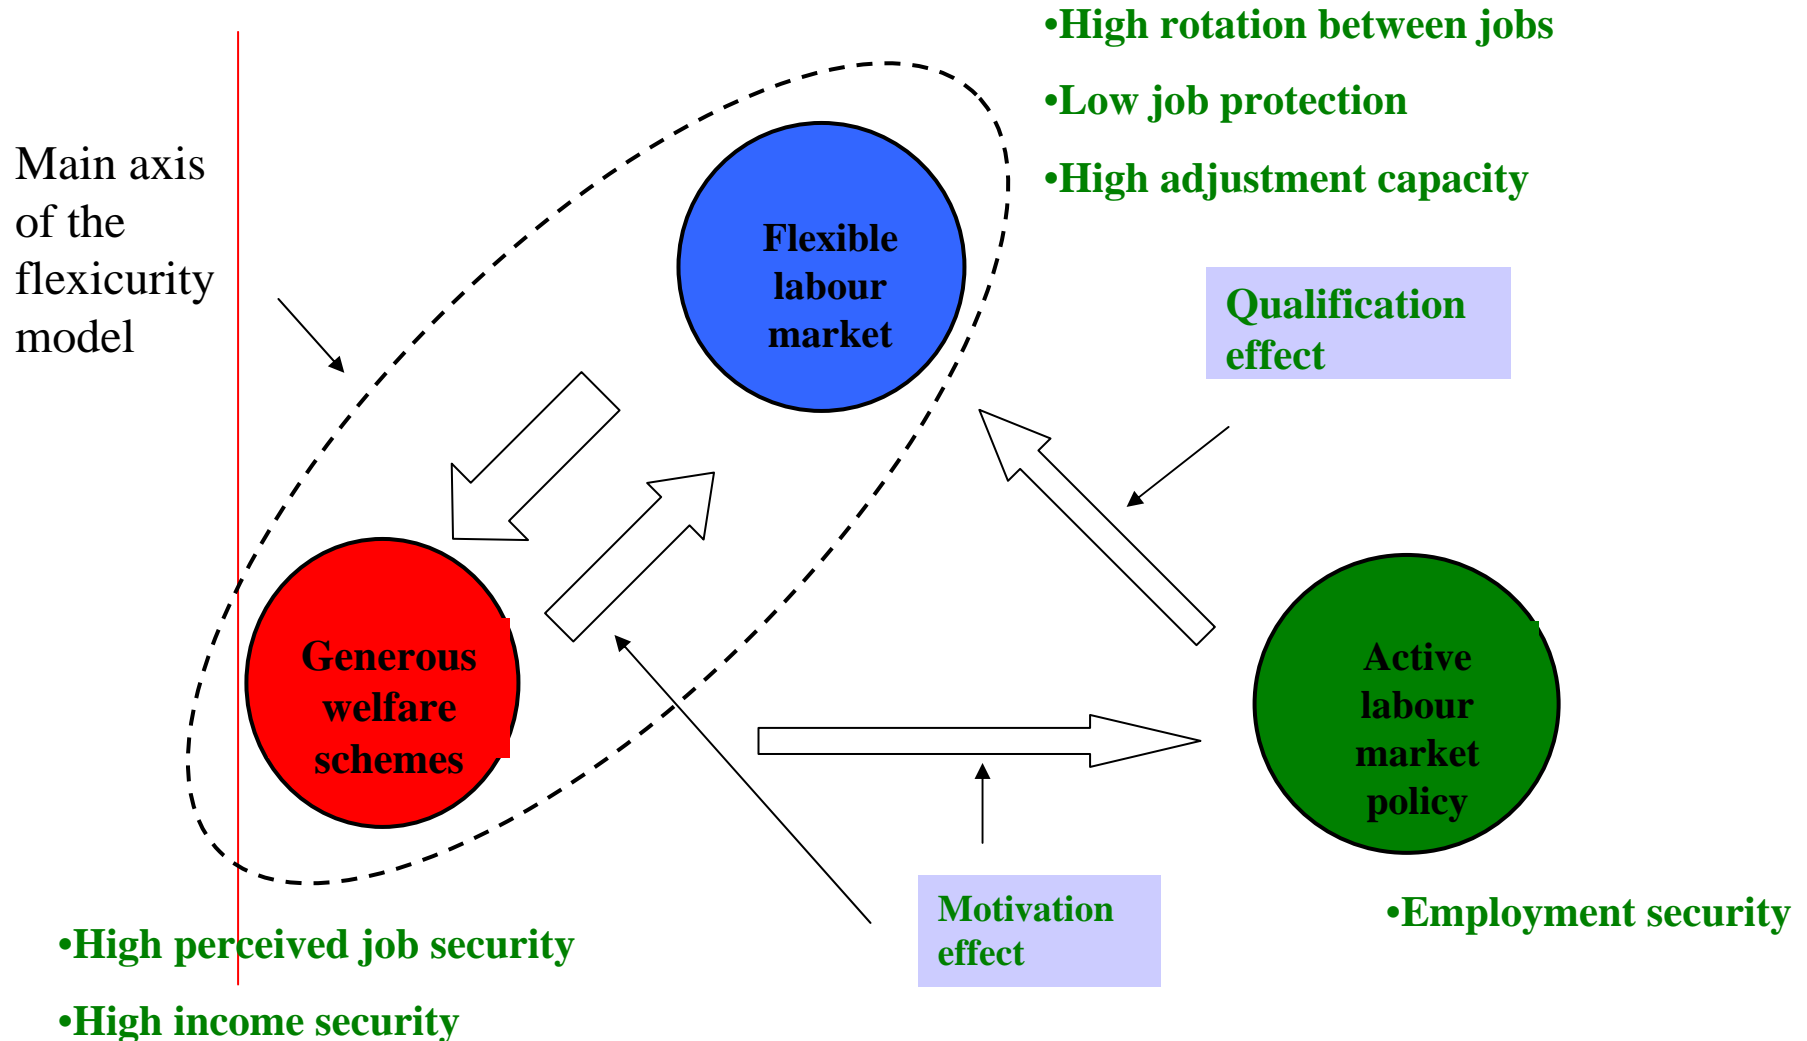 •High rotation between jobs
•Low job protection
•High adjustment capacity
Main axis
of the
flexicurity
model
Flexible
labour
market
Qualification
effect
Generous
welfare
schemes
Active
labour
market
policy
Motivation
effect
•Employment security
•High perceived job security
•High income security